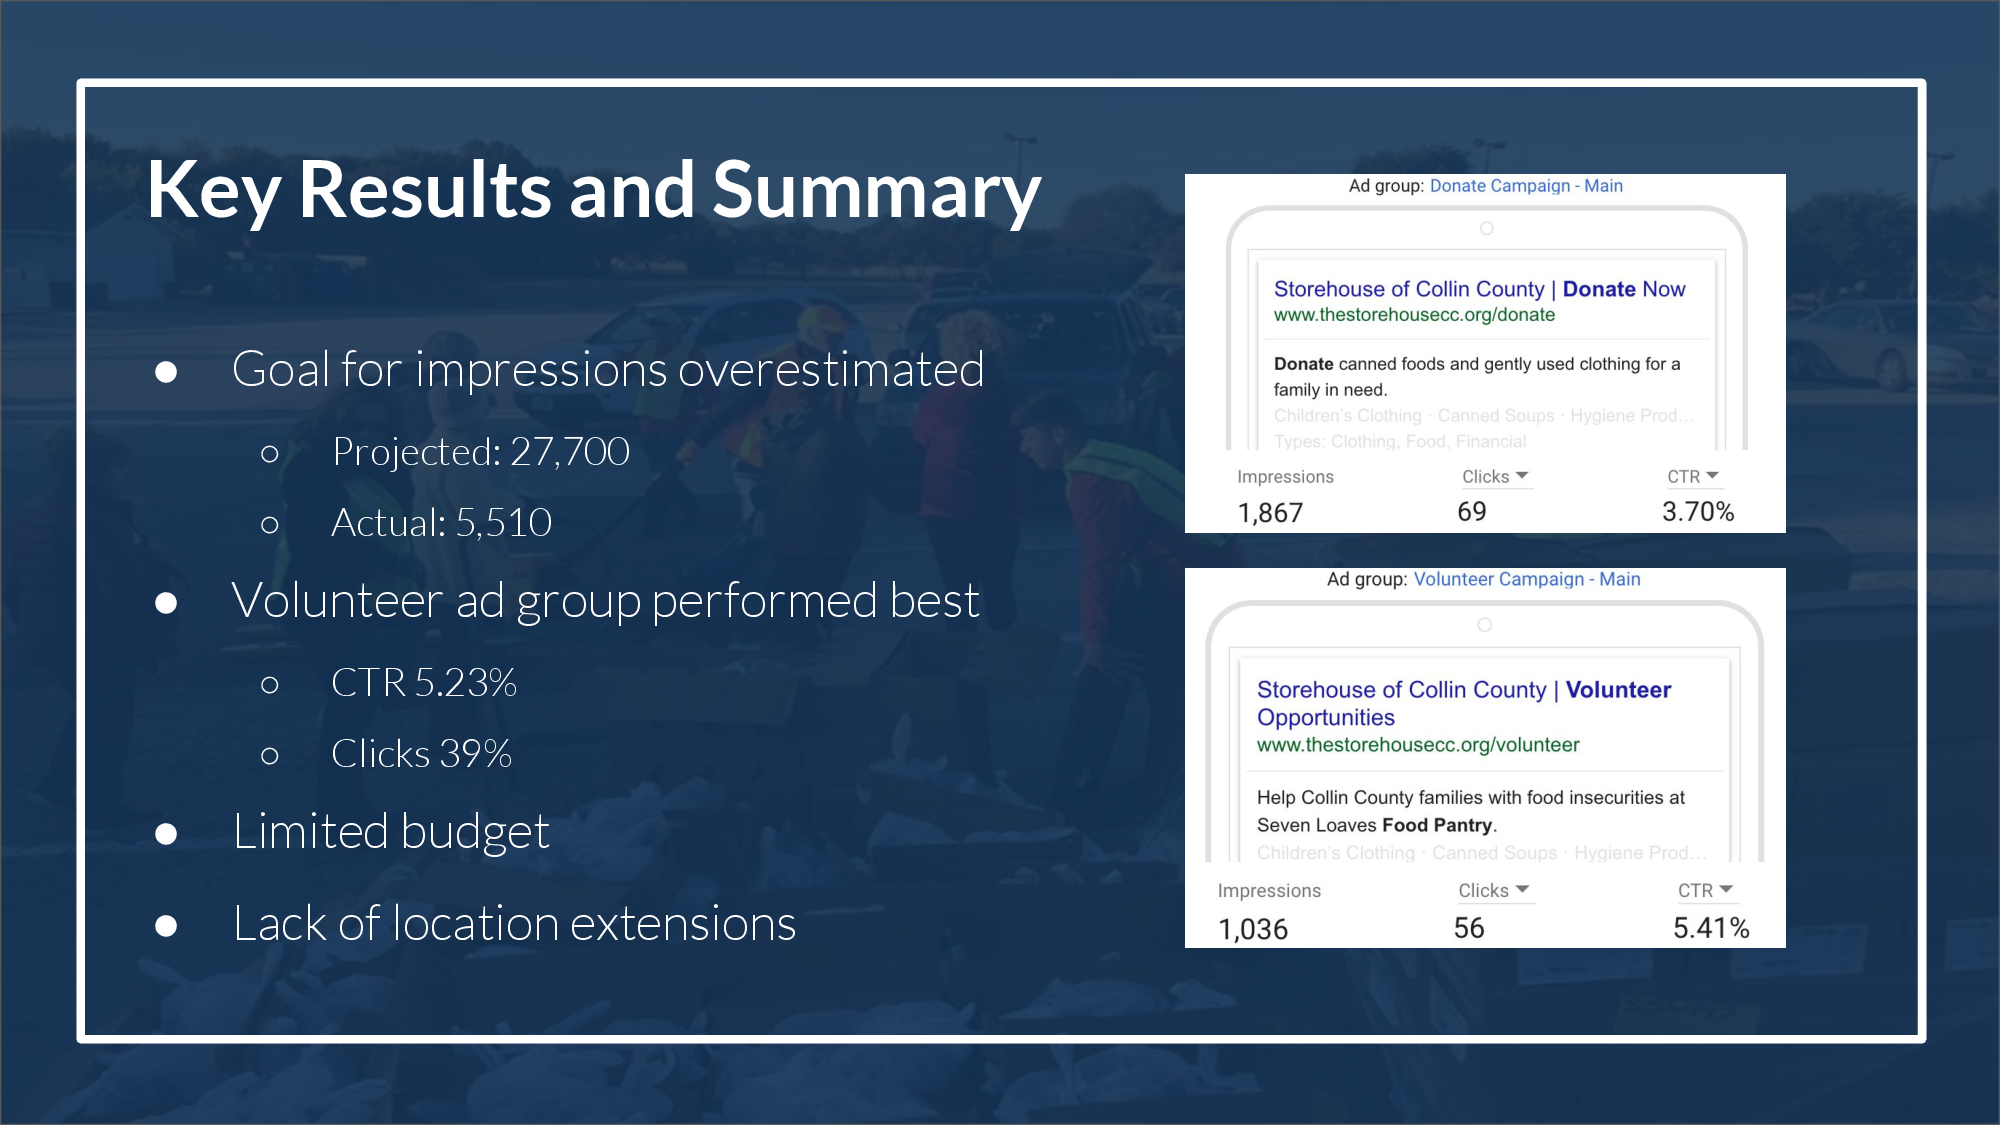 Key Results and Summary
● Goal for impressions overestimated
○ Projected: 27,700
○ Actual: 5,510
● Volunteer ad group performed best
○ CTR 5.23%
○ Clicks 39%
● Limited budget
● Lack of location extensions
Ad group: Donate Campaign - Main
Storehouse of Collin County | Donate Now
www.thestorehousecc.org/donate
Donate canned foods and gently used clothing for a
family in need.
Children's Clothing · Canned Soups · Hygiene Prod...
Types: Clothing, Food, Financial
Impressions Clicks CTR
1,867 69 3.70%
Ad group: Volunteer Campaign - Main
Storehouse of Collin County | Volunteer
Opportunities
www.thestorehousecc.org/volunteer
Help Collin County families with food insecurities at
Seven Loaves Food Pantry.
Children's Clothing · Canned Soups · Hygiene Prod...
Impressions Clicks CTR
1,036 56 5.41%